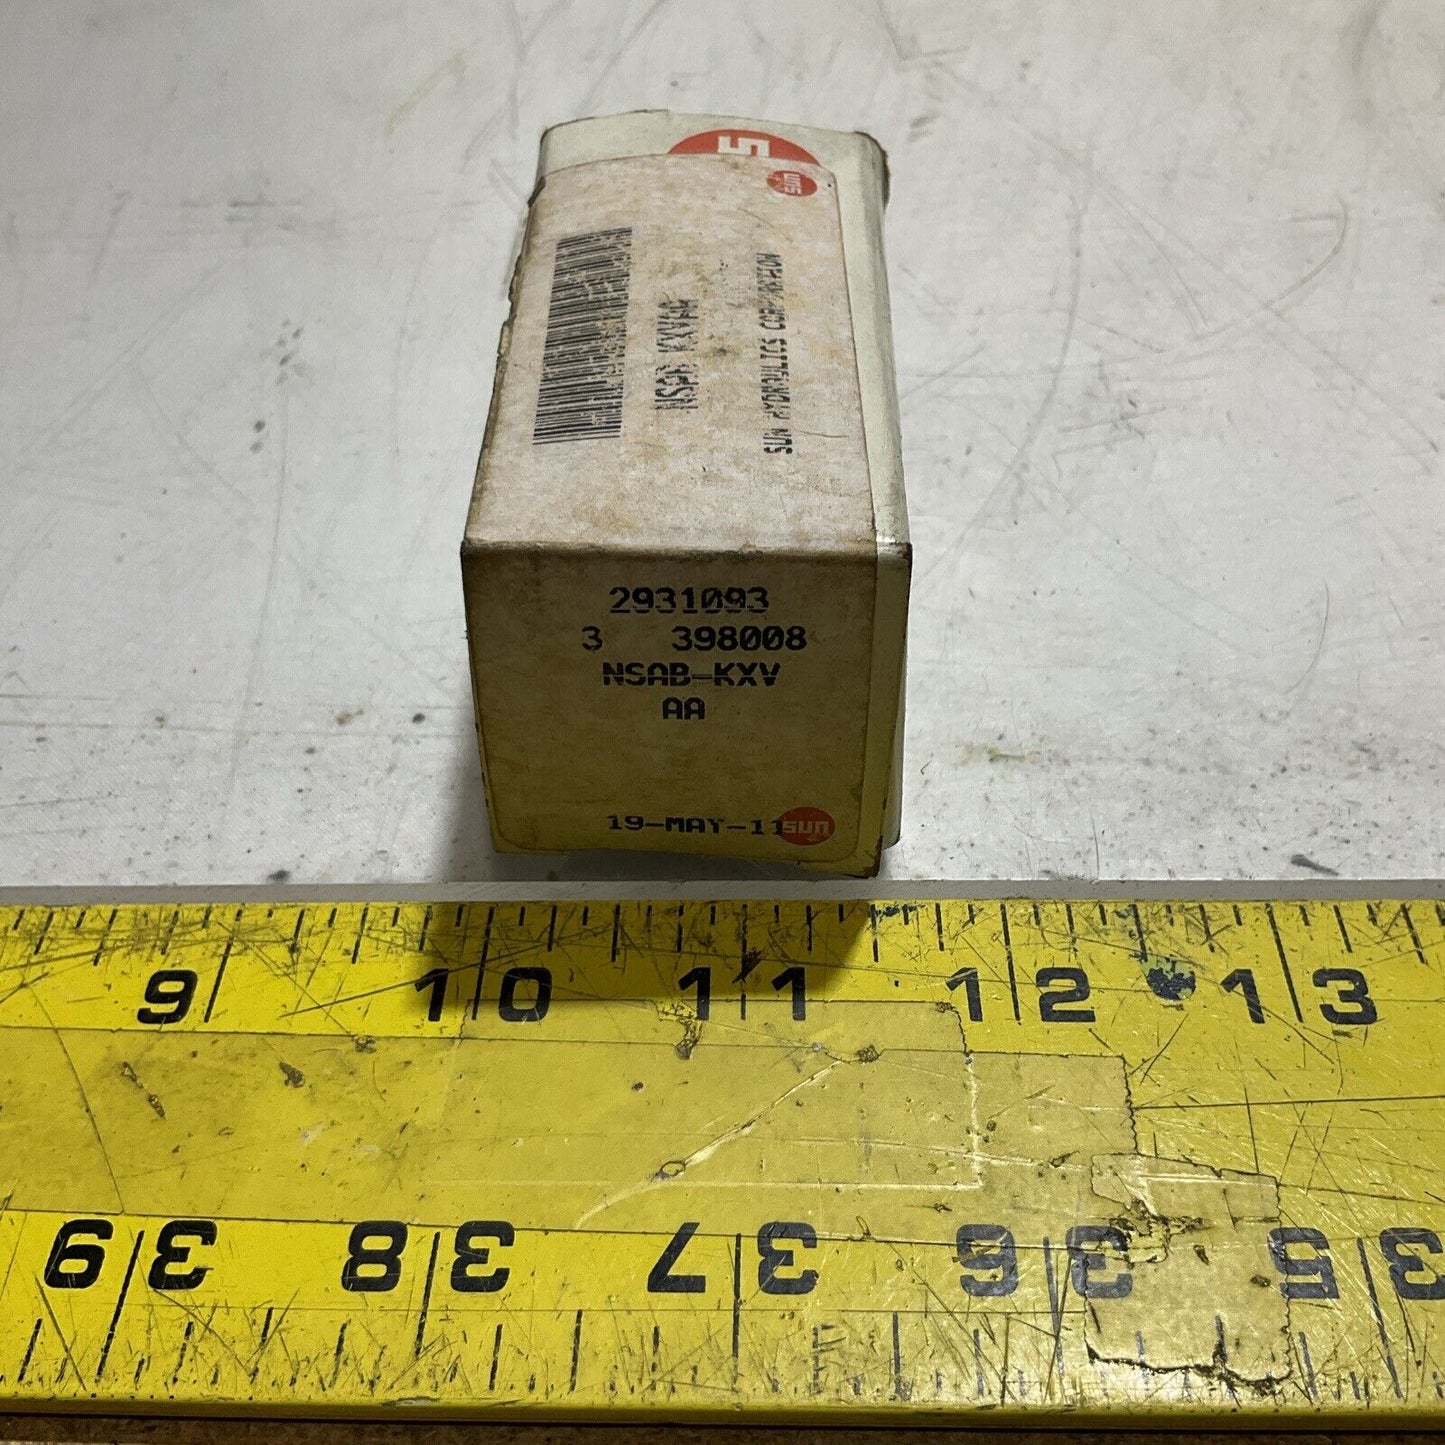 SUN
NSAB KXVAA
SUN HYDRAULICS CORPORATION
2931093
3 398008
NSAB-KXV
AA
19-MAY-11
SUN
9 10 11 12 13
39 38 37 36 35